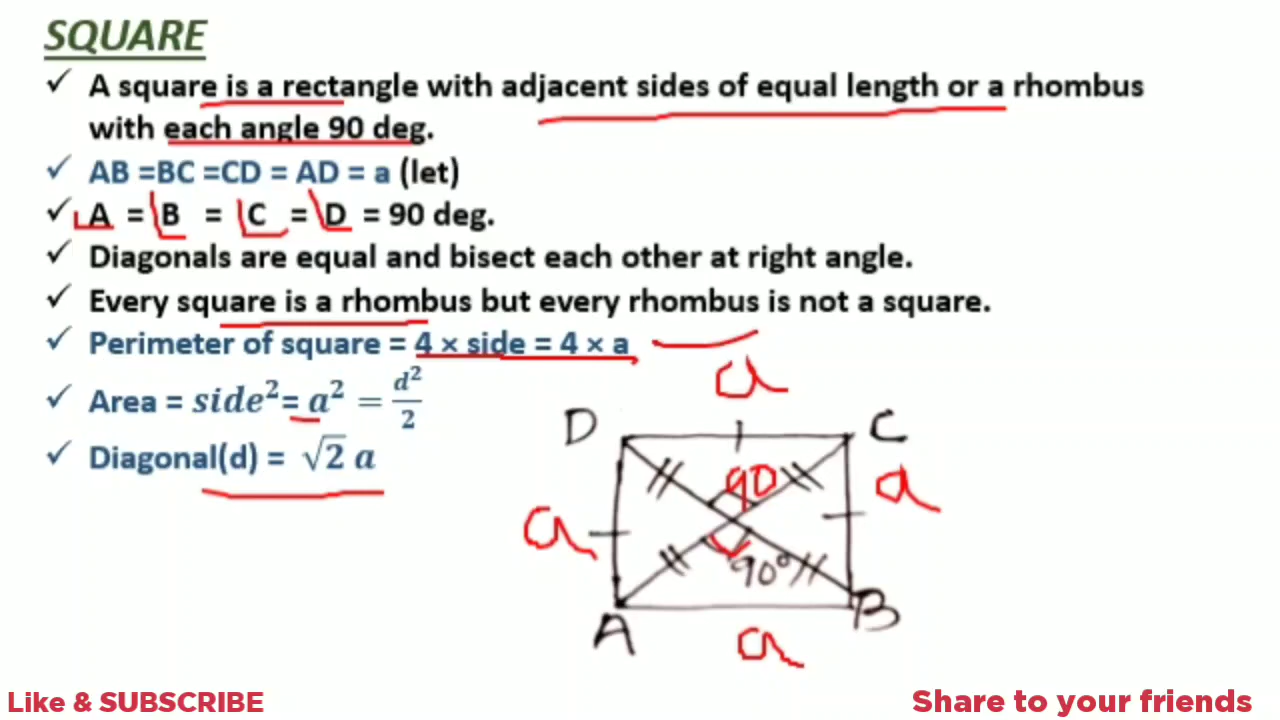 SQUARE
✓ A square is a rectangle with adjacent sides of equal length or a rhombus
with each angle 90 deg.
✓ AB =BC =CD = AD = a (let)
✓ A = B = C = D = 90 deg.
✓ Diagonals are equal and bisect each other at right angle.
✓ Every square is a rhombus but every rhombus is not a square.
✓ Perimeter of square = 4 × side = 4 × a
✓ Area = side² = a² = d²/2
✓ Diagonal(d) = √2 a
a
D C
90
a a
90°
A B
a
Like & SUBSCRIBE
Share to your friends